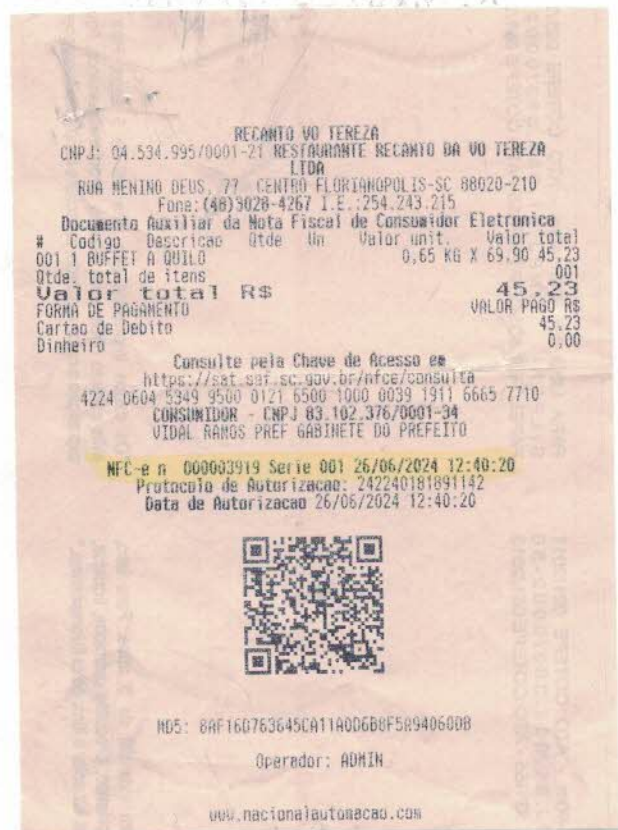 RECANTO VO TEREZA
CNPJ: 04.534.995/0001-21 RESTAURANTE RECANTO DA VO TEREZA
LTDA
RUA MENINO DEUS, 77 CENTRO FLORIANOPOLIS-SC 88020-210
Fone:(48)3028-4267 I.E.:254.243.215
Documento Auxiliar da Nota Fiscal de Consumidor Eletronica
# Codigo Descricao Qtde Un Valor unit. Valor total
001 1 BUFFET A QUILO 0,65 KG X 69,90 45,23
Qtde. total de itens 001
Valor total R$ 45,23
FORMA DE PAGAMENTO VALOR PAGO R$
Cartao de Debito 45,23
Dinheiro 0,00
Consulte pela Chave de Acesso em
https://sat.sef.sc.gov.br/nfce/consulta
4224 0604 5349 9500 0121 6500 1000 0039 1911 6665 7710
CONSUMIDOR - CNPJ 83.102.376/0001-34
VIDAL RAMOS PREF GABINETE DO PREFEITO
NFC-e n 000003919 Serie 001 26/06/2024 12:40:20
Protocolo de Autorizacao: 242240181891142
Data de Autorizacao 26/06/2024 12:40:20
MD5: 8AF16D763645CA11A0D6B8F5A94060DB
Operador: ADMIN
www.nacionalautomacao.com